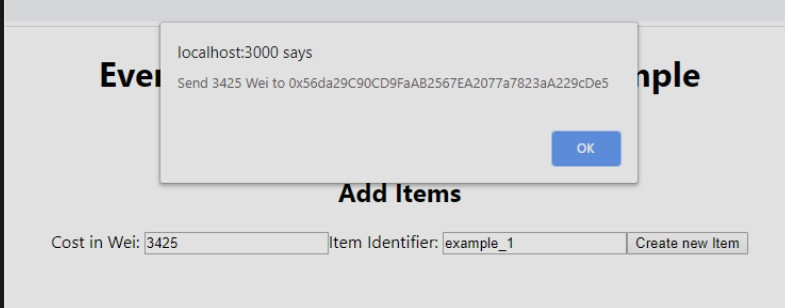 localhost:3000 says
Send 3425 Wei to 0x56da29C90CD9FaAB2567EA2077a7823aA229cDe5
OK
Add Items
Cost in Wei: 3425 Item Identifier: example_1 Create new Item